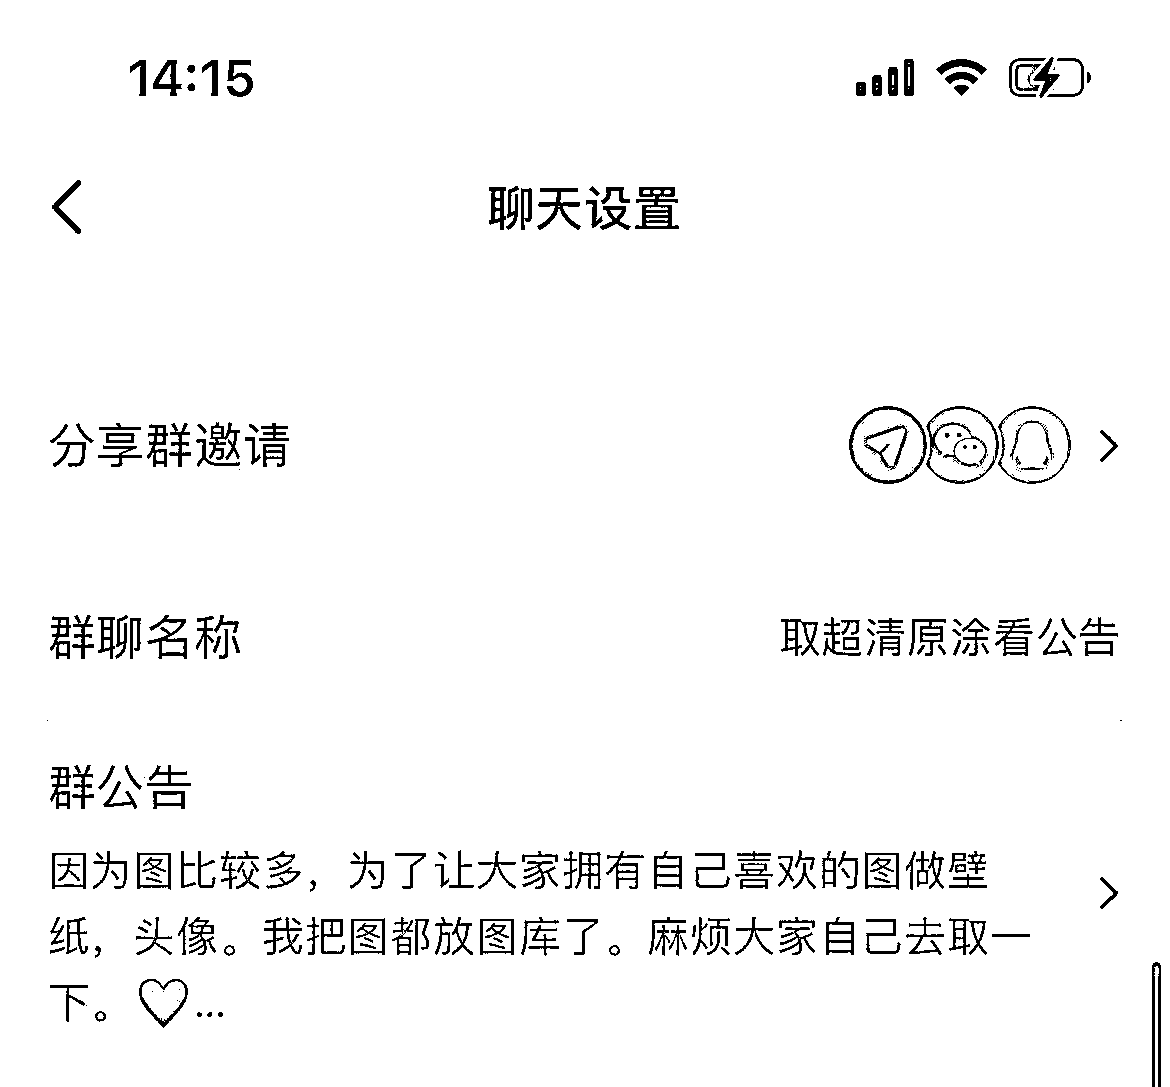 14:15
聊天设置
分享群邀请
群聊名称
取超清原涂看公告
群公告
因为图比较多，为了让大家拥有自己喜欢的图做壁
纸，头像。我把图都放图库了。麻烦大家自己去取一
下。♡...